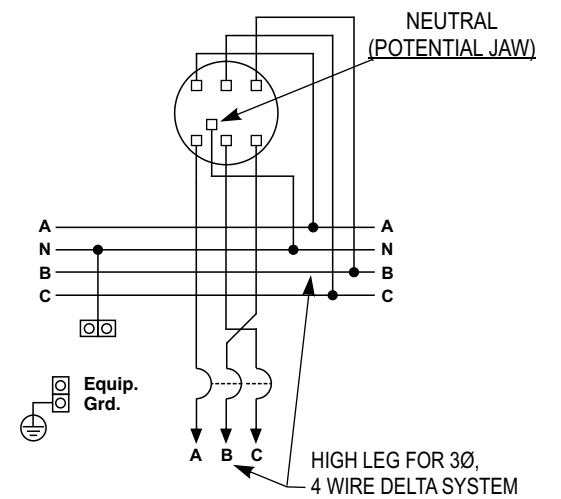 NEUTRAL
(POTENTIAL JAW)
A A
N N
B B
C C
Equip.
Grd.
A B C
HIGH LEG FOR 3Ø,
4 WIRE DELTA SYSTEM